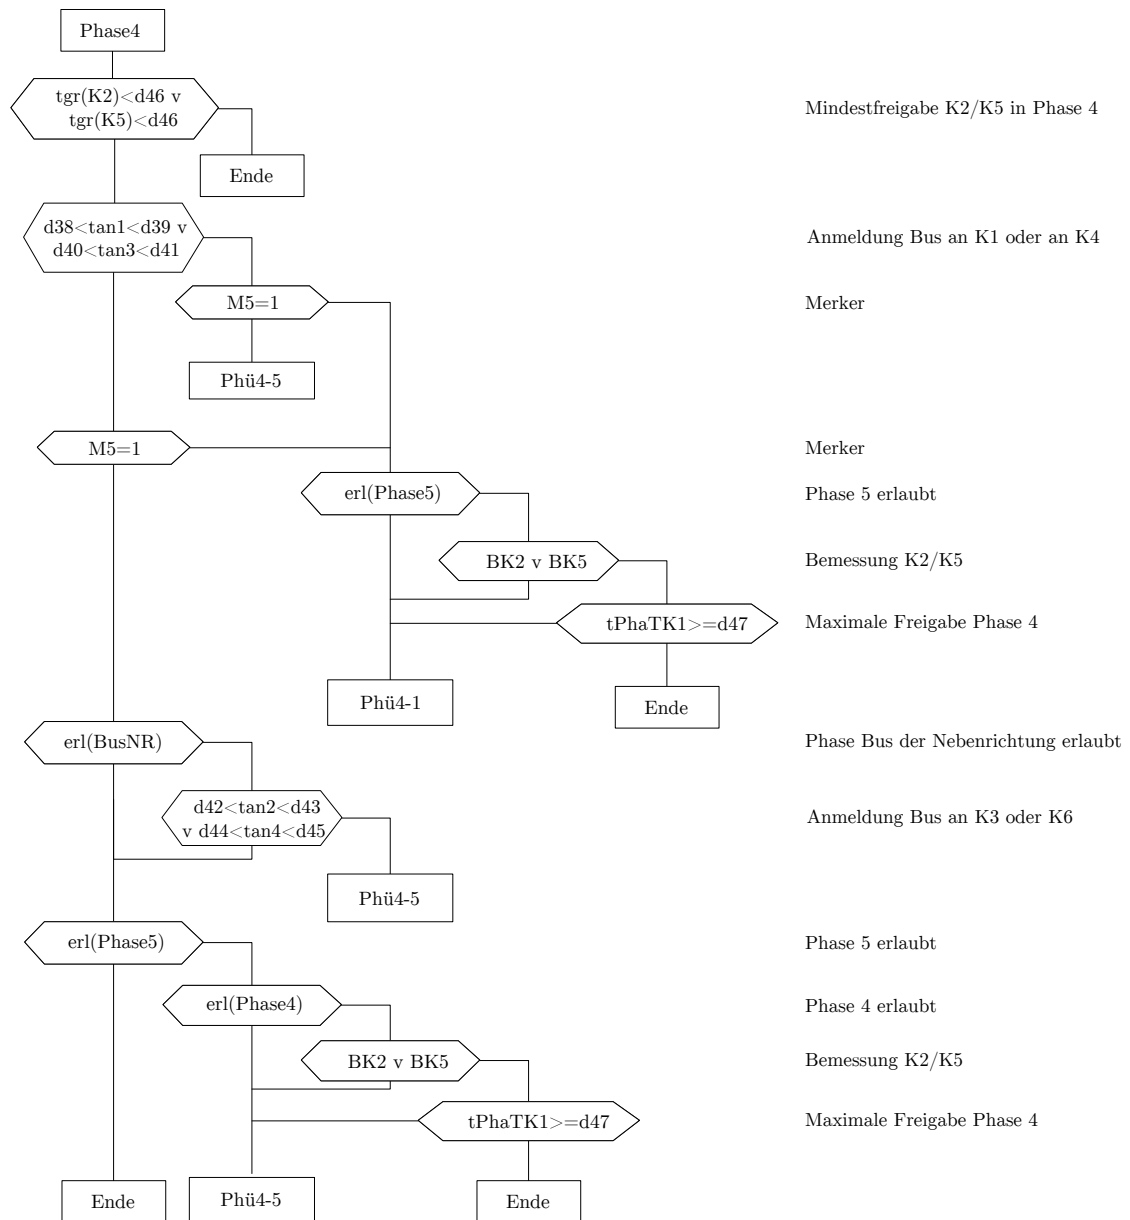 Phase4
tgr(K2)<d46 v
tgr(K5)<d46
Mindestfreigabe K2/K5 in Phase 4
Ende
d38<tan1<d39 v
d40<tan3<d41
Anmeldung Bus an K1 oder an K4
M5=1
Merker
Phü4-5
M5=1
Merker
erl(Phase5)
Phase 5 erlaubt
BK2 v BK5
Bemessung K2/K5
tPhaTK1>=d47
Maximale Freigabe Phase 4
Phü4-1
Ende
erl(BusNR)
Phase Bus der Nebenrichtung erlaubt
d42<tan2<d43
v d44<tan4<d45
Anmeldung Bus an K3 oder K6
Phü4-5
erl(Phase5)
Phase 5 erlaubt
erl(Phase4)
Phase 4 erlaubt
BK2 v BK5
Bemessung K2/K5
tPhaTK1>=d47
Maximale Freigabe Phase 4
Ende
Phü4-5
Ende